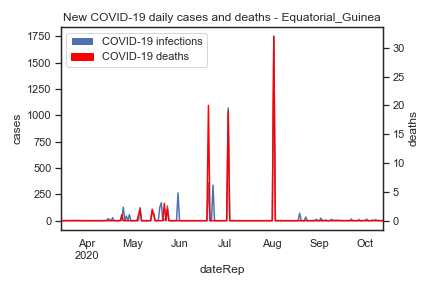 New COVID-19 daily cases and deaths - Equatorial_Guinea
COVID-19 infections
COVID-19 deaths
1750
1500
1250
1000
750
500
250
0
cases
30
25
20
15
10
5
0
deaths
Apr
2020
May
Jun
Jul
Aug
Sep
Oct
dateRep